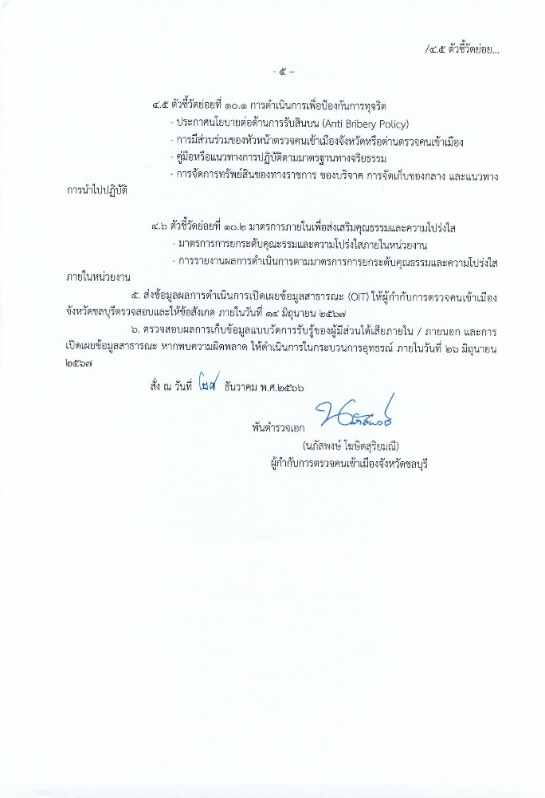 /๔.๕ ตัวชี้วัดย่อย...
- ๕ –
๔.๕ ตัวชี้วัดย่อยที่ ๑๐.๑ การดำเนินการเพื่อป้องกันการทุจริต
- ประกาศนโยบายต่อต้านการรับสินบน (Anti Bribery Policy)
- การมีส่วนร่วมของหัวหน้าตรวจคนเข้าเมืองจังหวัดหรือด่านตรวจคนเข้าเมือง
- คู่มือหรือแนวทางการปฏิบัติตามมาตรฐานทางจริยธรรม
- การจัดการทรัพย์สินของทางราชการ ของบริจาค การจัดเก็บของกลาง และแนวทาง
การนำไปปฏิบัติ
๔.๖ ตัวชี้วัดย่อยที่ ๑๐.๒ มาตรการภายในเพื่อส่งเสริมคุณธรรมและความโปร่งใส
- มาตรการการยกระดับคุณะรรมและความโปร่งใสภายในหน่วยงาน
- การรายงานผลการดำเนินการตามมาตรการการยกระดับคุณธรรมและความโปร่งใส
ภายในหน่วยงาน
๕. ส่งข้อมูลผลการดำเนินการเปิดเผยข้อมูลสาธารณะ (OIT) ให้ผู้กำกับการตรวจคนเข้าเมือง
จังหวัดชลบุรีตรวจสอบและให้ข้อสังเกต ภายในวันที่ ๑๔ มิถุนายน ๒๕๖๗
๖. ตรวจสอบผลการเก็บข้อมูลแบบวัดการรับรู้ของผู้มีส่วนได้เสียภายใน / ภายนอก และการ
เปิดเผยข้อมูลสาธารณะ หากพบความผิดพลาด ให้ดำเนินการในกระบวนการอุทธรณ์ ภายในวันที่ ๒๖ มิถุนายน
๒๕๖๗
สั่ง ณ วันที่ ธันวาคม พ.ศ.๒๕๖๖
พันตำรวจเอก
(นภัสพงษ์ โฆษิตสุริยมณี)
ผู้กำกับการตรวจคนเข้าเมืองจังหวัดชลบุรี